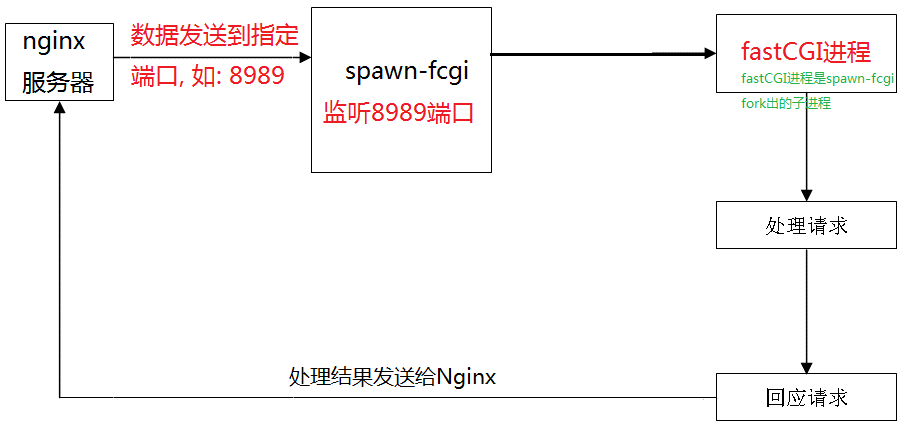 nginx
服务器
数据发送到指定
端口, 如: 8989
spawn-fcgi
监听8989端口
fastCGI进程
fastCGI进程是spawn-fcgi
fork出的子进程
处理请求
处理结果发送给Nginx
回应请求